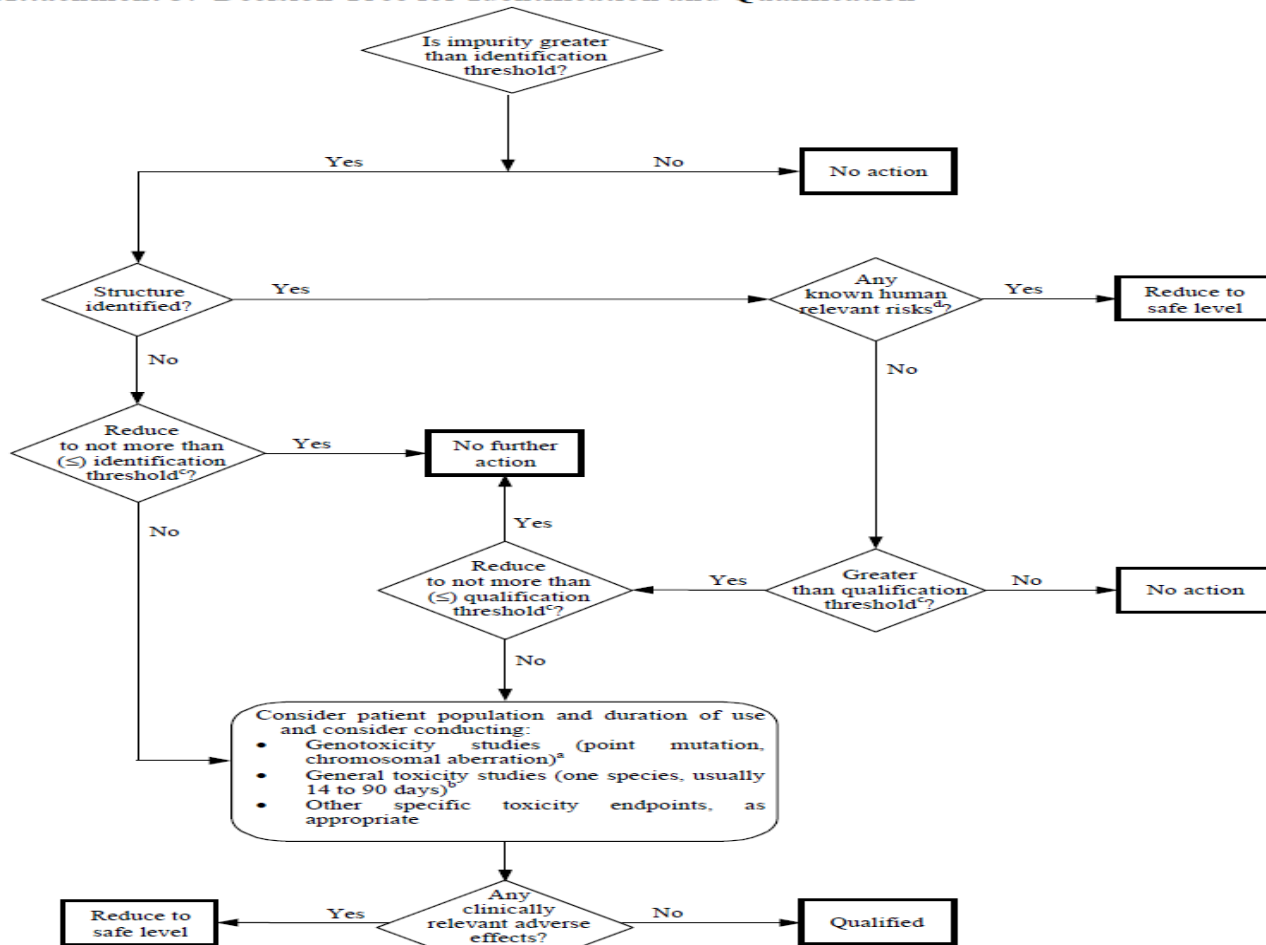 Is impurity greater
than identification
threshold?
Yes
No
No action
Structure
identified?
Yes
Any
known human
relevant risksᵈ?
Yes
Reduce to
safe level
No
No
Reduce
to not more than
(≤) identification
thresholdᶜ?
Yes
No further
action
No
Yes
Reduce
to not more than
(≤) qualification
thresholdᶜ?
Yes
Greater
than qualification
thresholdᶜ?
No
No action
No
Consider patient population and duration of use
and consider conducting:
• Genotoxicity studies (point mutation,
chromosomal aberration)ᵃ
• General toxicity studies (one species, usually
14 to 90 days)ᵇ
• Other specific toxicity endpoints, as
appropriate
Reduce to
safe level
Yes
Any
clinically
relevant adverse
effects?
No
Qualified